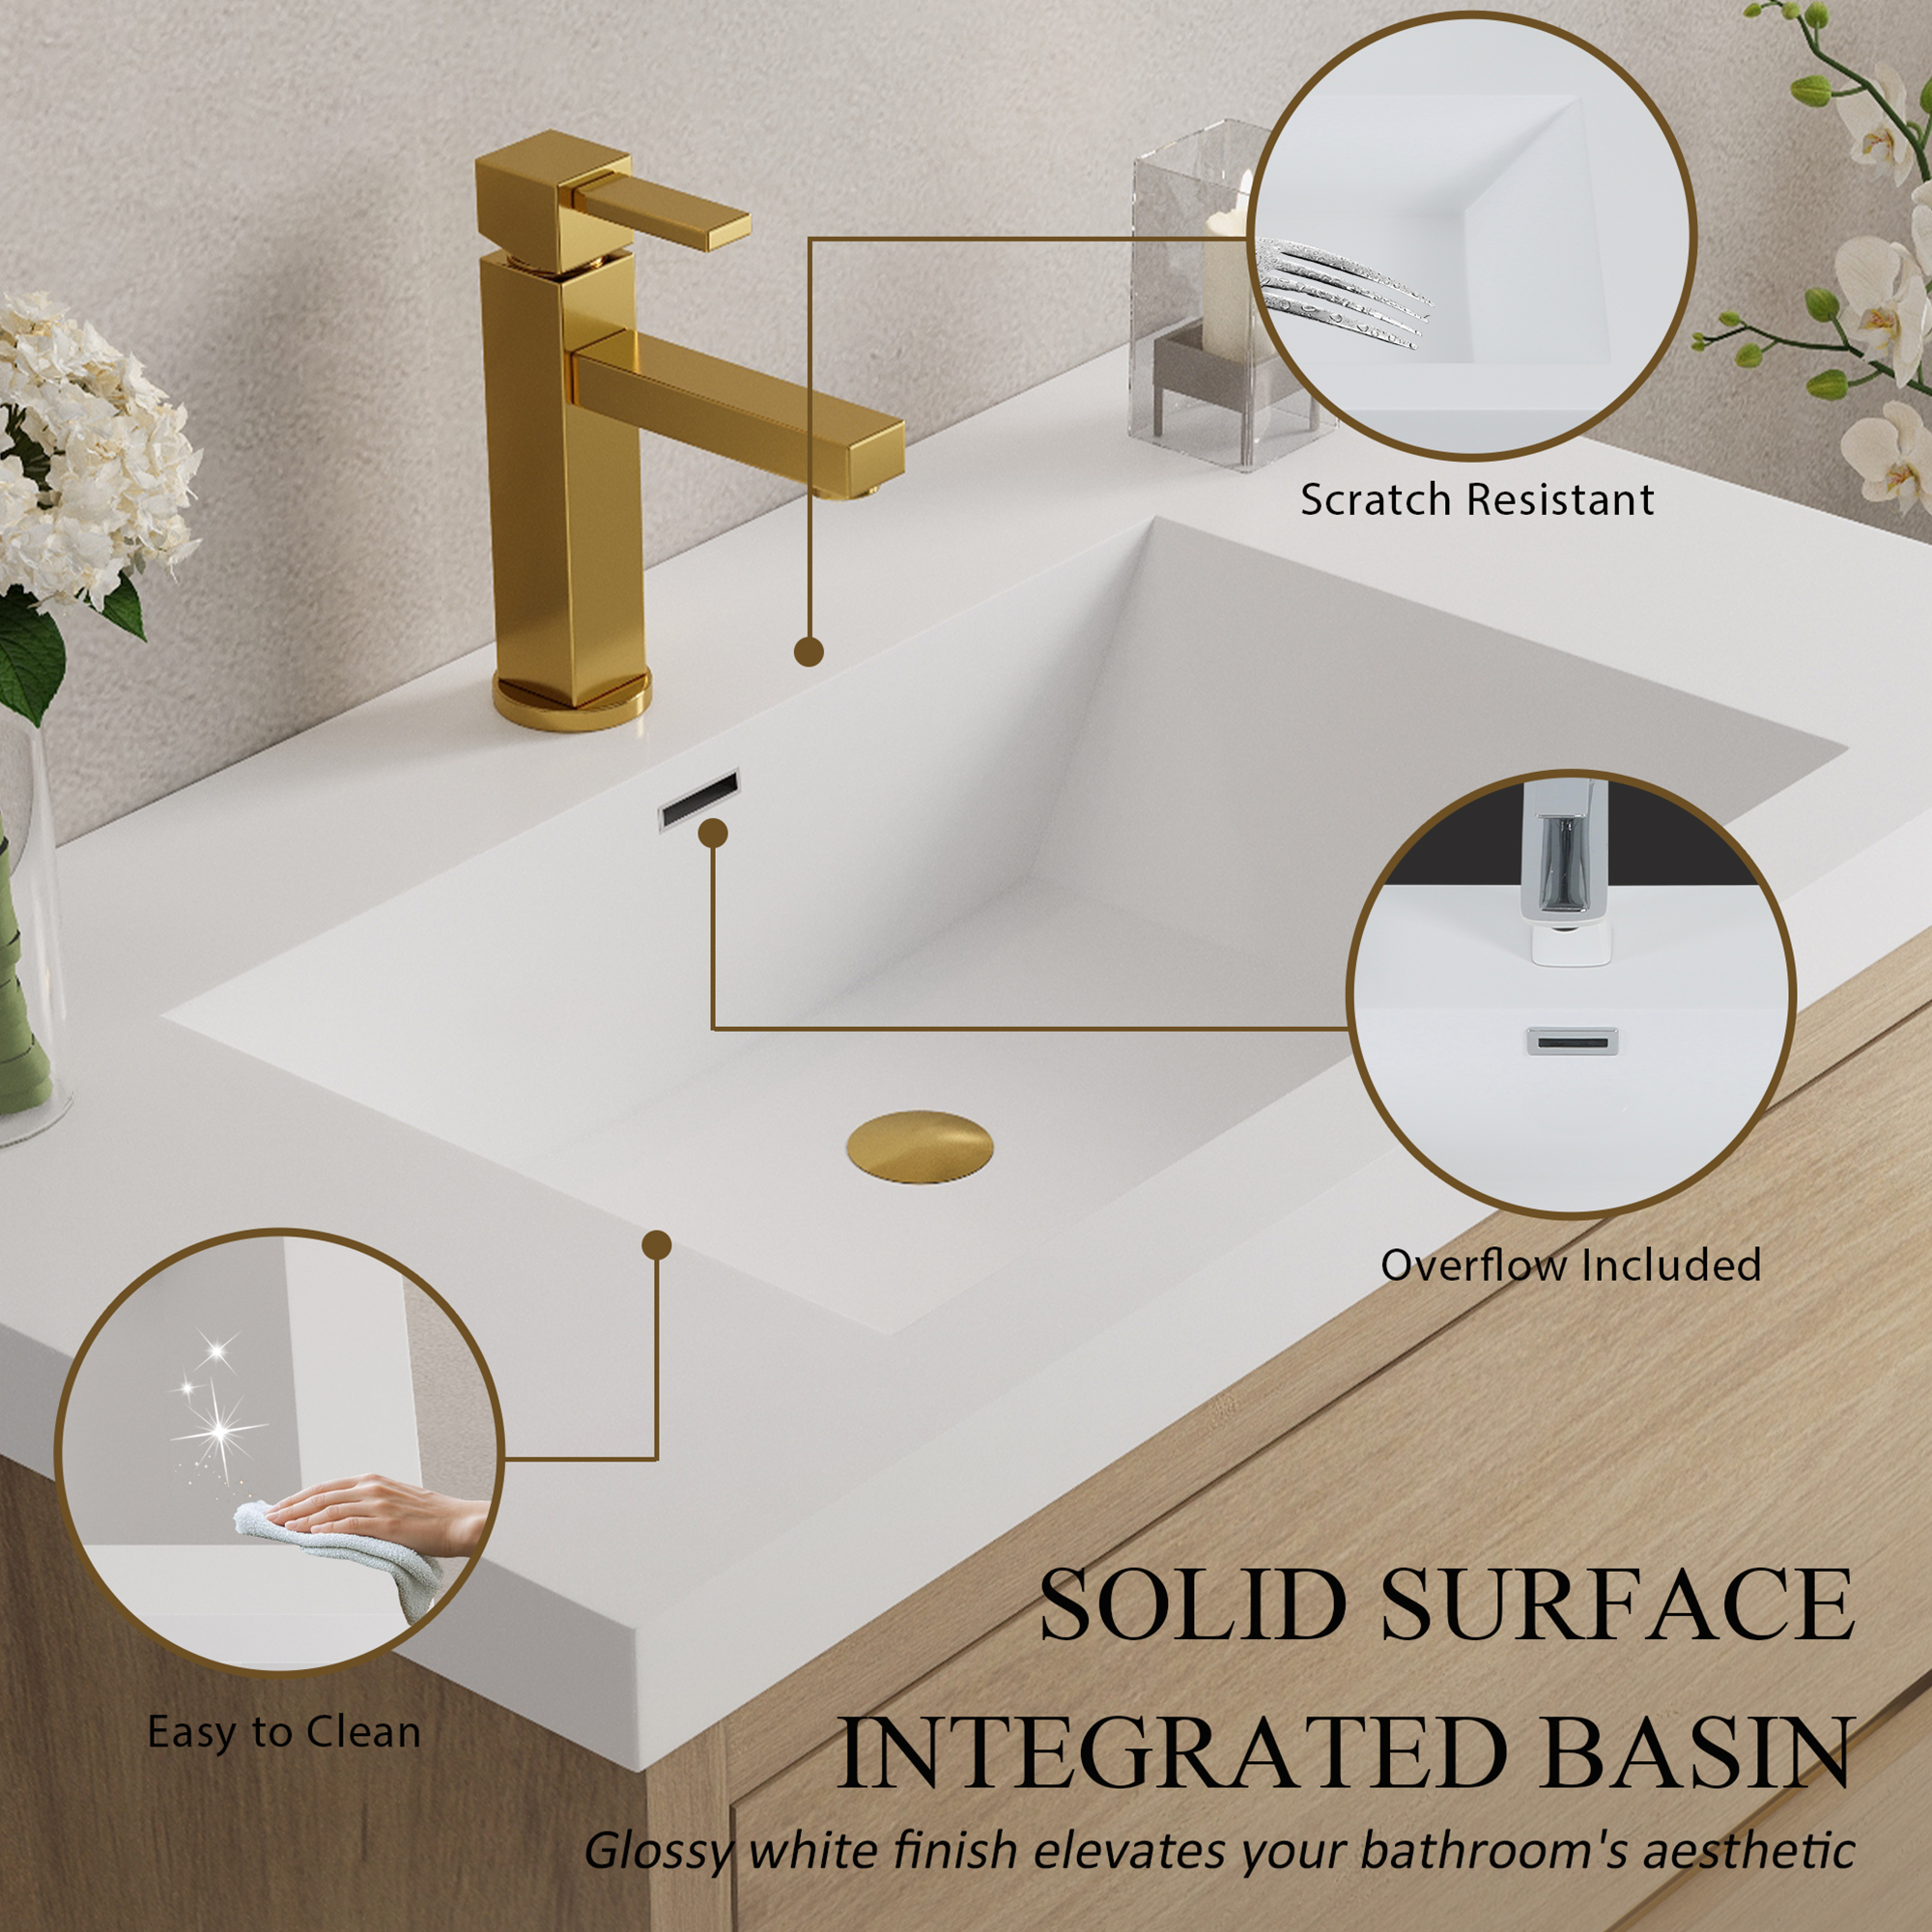 Scratch Resistant
Overflow Included
Easy to Clean
SOLID SURFACE
INTEGRATED BASIN
Glossy white finish elevates your bathroom's aesthetic